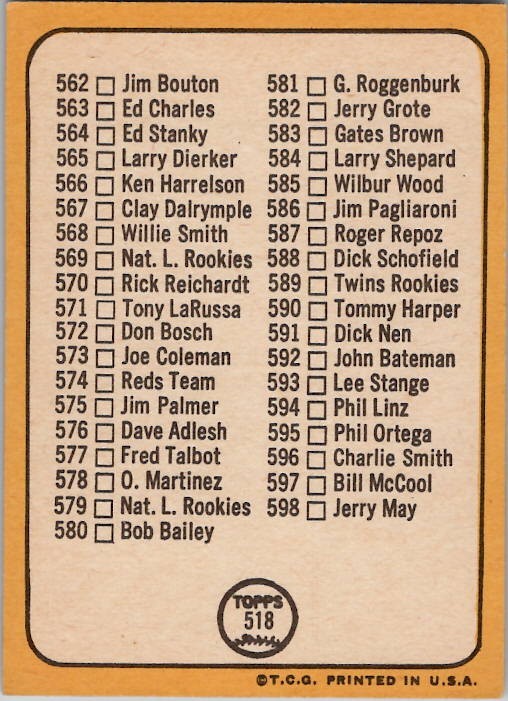 562 □ Jim Bouton
563 □ Ed Charles
564 □ Ed Stanky
565 □ Larry Dierker
566 □ Ken Harrelson
567 □ Clay Dalrymple
568 □ Willie Smith
569 □ Nat. L. Rookies
570 □ Rick Reichardt
571 □ Tony LaRussa
572 □ Don Bosch
573 □ Joe Coleman
574 □ Reds Team
575 □ Jim Palmer
576 □ Dave Adlesh
577 □ Fred Talbot
578 □ O. Martinez
579 □ Nat. L. Rookies
580 □ Bob Bailey
581 □ G. Roggenburk
582 □ Jerry Grote
583 □ Gates Brown
584 □ Larry Shepard
585 □ Wilbur Wood
586 □ Jim Pagliaroni
587 □ Roger Repoz
588 □ Dick Schofield
589 □ Twins Rookies
590 □ Tommy Harper
591 □ Dick Nen
592 □ John Bateman
593 □ Lee Stange
594 □ Phil Linz
595 □ Phil Ortega
596 □ Charlie Smith
597 □ Bill McCool
598 □ Jerry May
TOPPS
518
©T.C.G. PRINTED IN U.S.A.